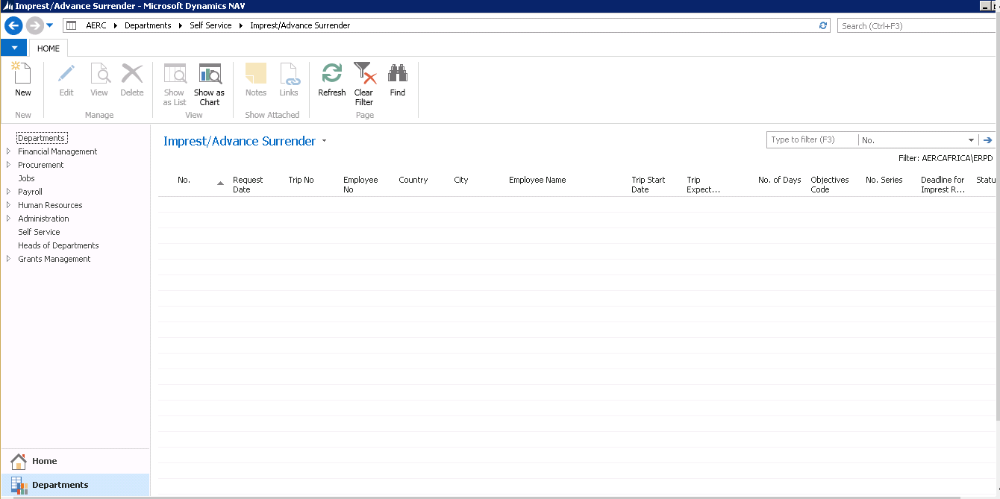 Imprest/Advance Surrender - Microsoft Dynamics NAV
AERC Departments Self Service Imprest/Advance Surrender
Search (Ctrl+F3)
HOME
New
Edit
View
Delete
Show as List
Show as Chart
Notes
Links
Refresh
Clear Filter
Find
New
Manage
View
Show Attached
Page
Departments
Financial Management
Procurement
Jobs
Payroll
Human Resources
Administration
Self Service
Heads of Departments
Grants Management
Imprest/Advance Surrender
Type to filter (F3)
No.
Filter: AERCAFRICA\ERPD
No.
Request Date
Trip No
Employee No
Country
City
Employee Name
Trip Start Date
Trip Expect...
No. of Days
Objectives Code
No. Series
Deadline for Imprest R...
Statu
Home
Departments